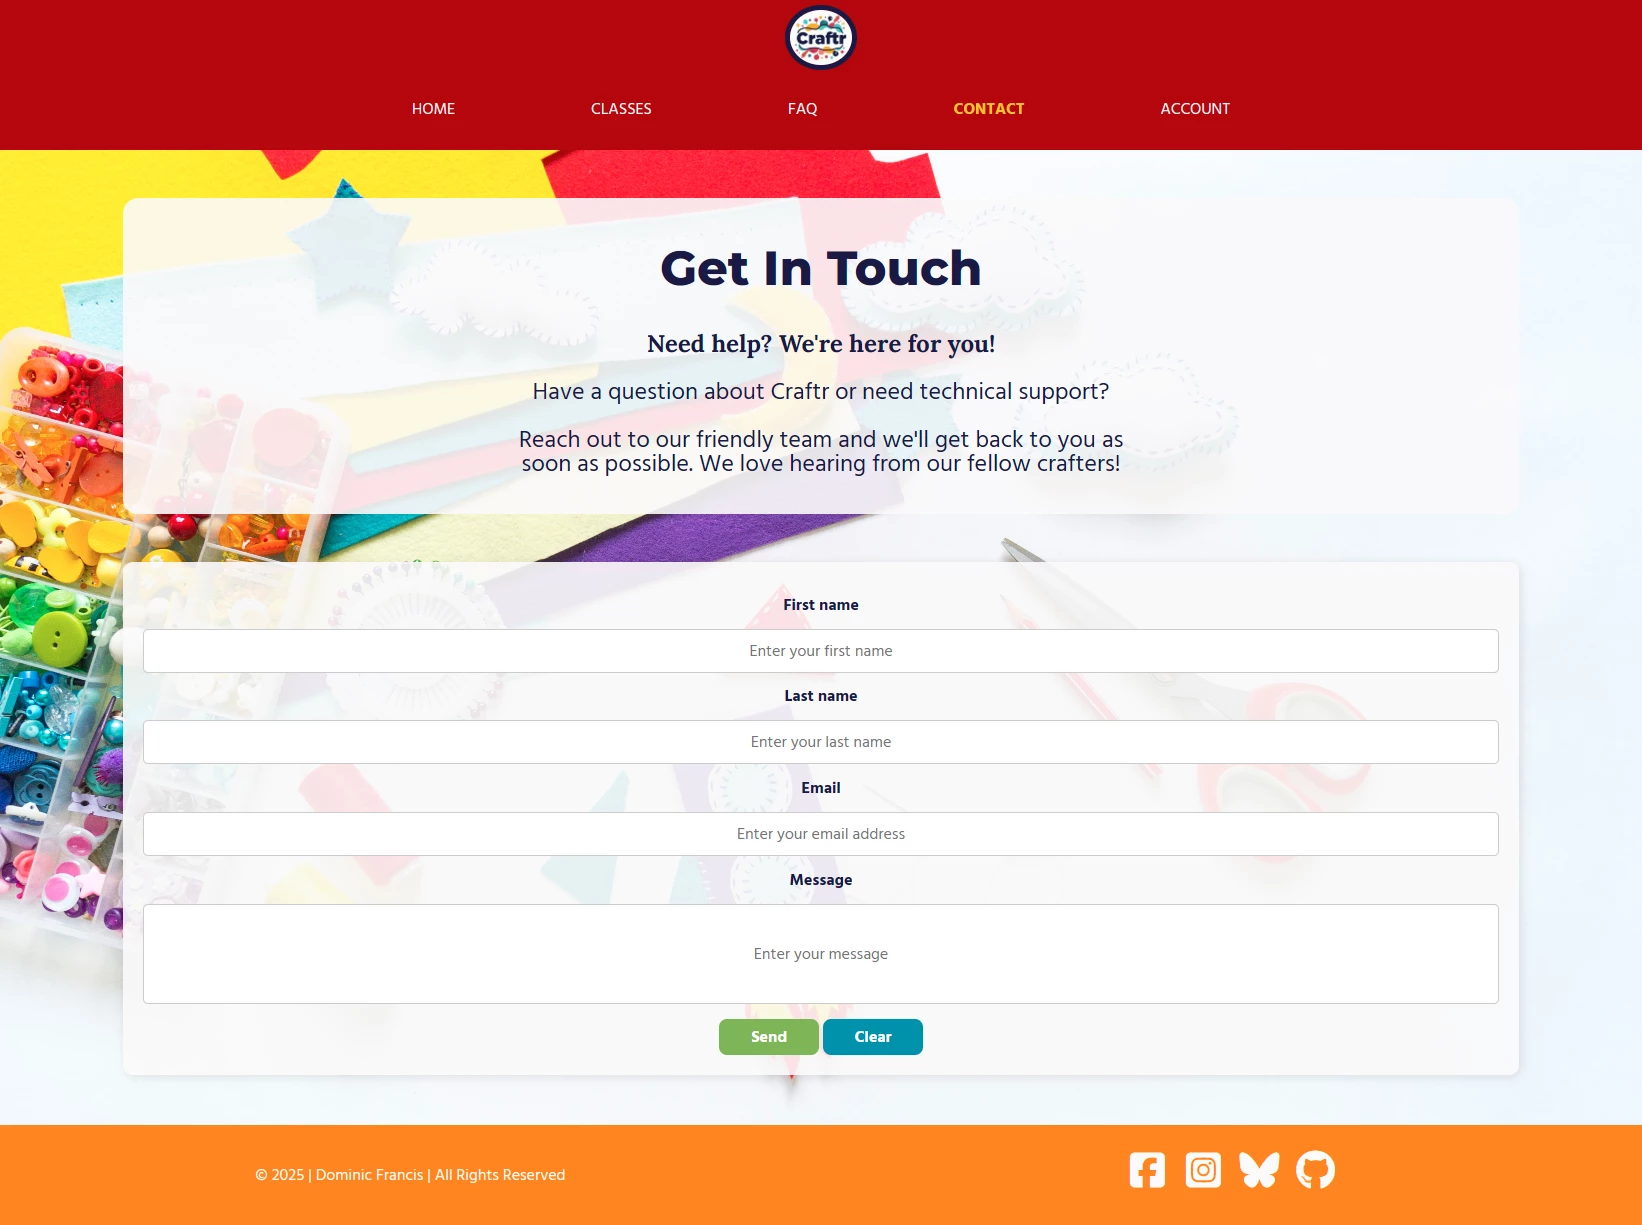 Craftr
HOME
CLASSES
FAQ
CONTACT
ACCOUNT
Get In Touch
Need help? We're here for you!
Have a question about Craftr or need technical support?
Reach out to our friendly team and we'll get back to you as
soon as possible. We love hearing from our fellow crafters!
First name
Enter your first name
Last name
Enter your last name
Email
Enter your email address
Message
Enter your message
Send
Clear
© 2025 | Dominic Francis | All Rights Reserved